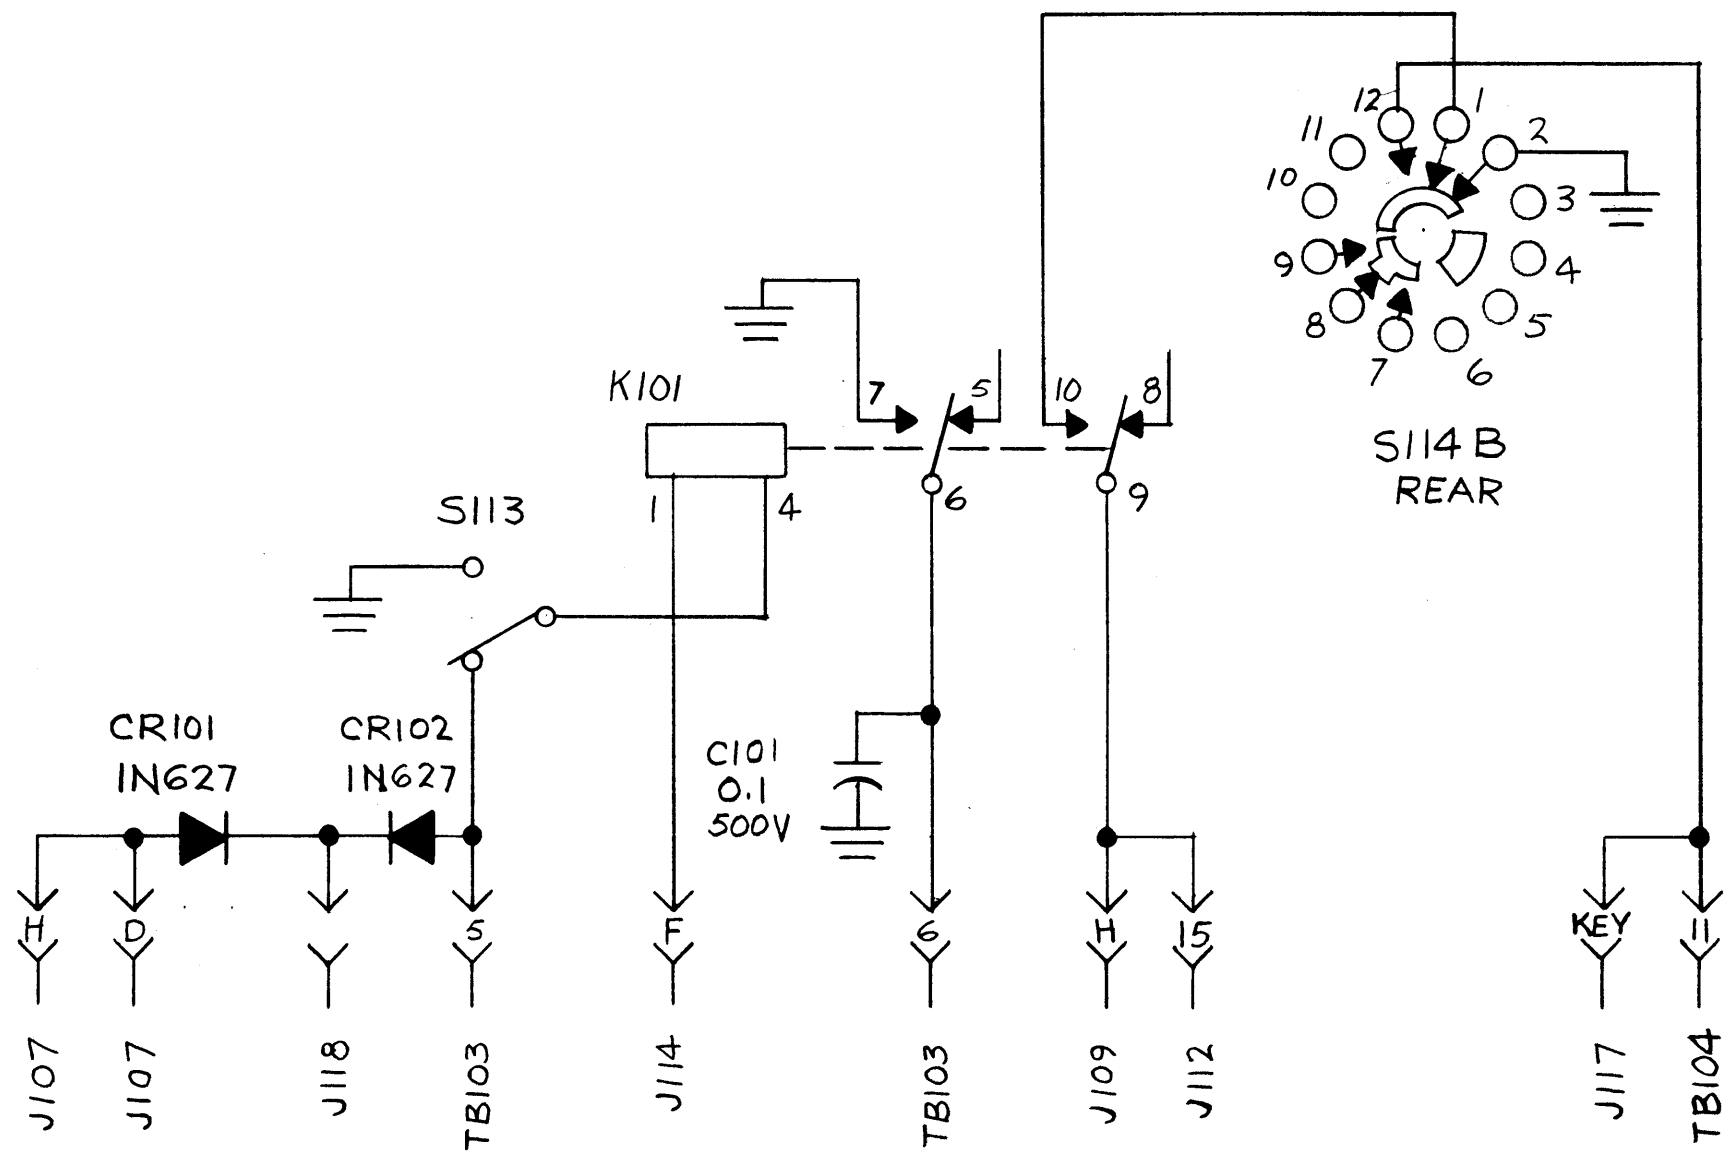 12 1
11 2
10 3
9 4
8 5
7 6
S114B
REAR
K101
7 5 10 8
1 4 6 9
S113
CR101
1N627
CR102
1N627
C101
0.1
500V
H D 5 F 6 H 15 KEY 11
J107
J107
J118
TB103
J114
TB103
J109
J112
J117
TB104